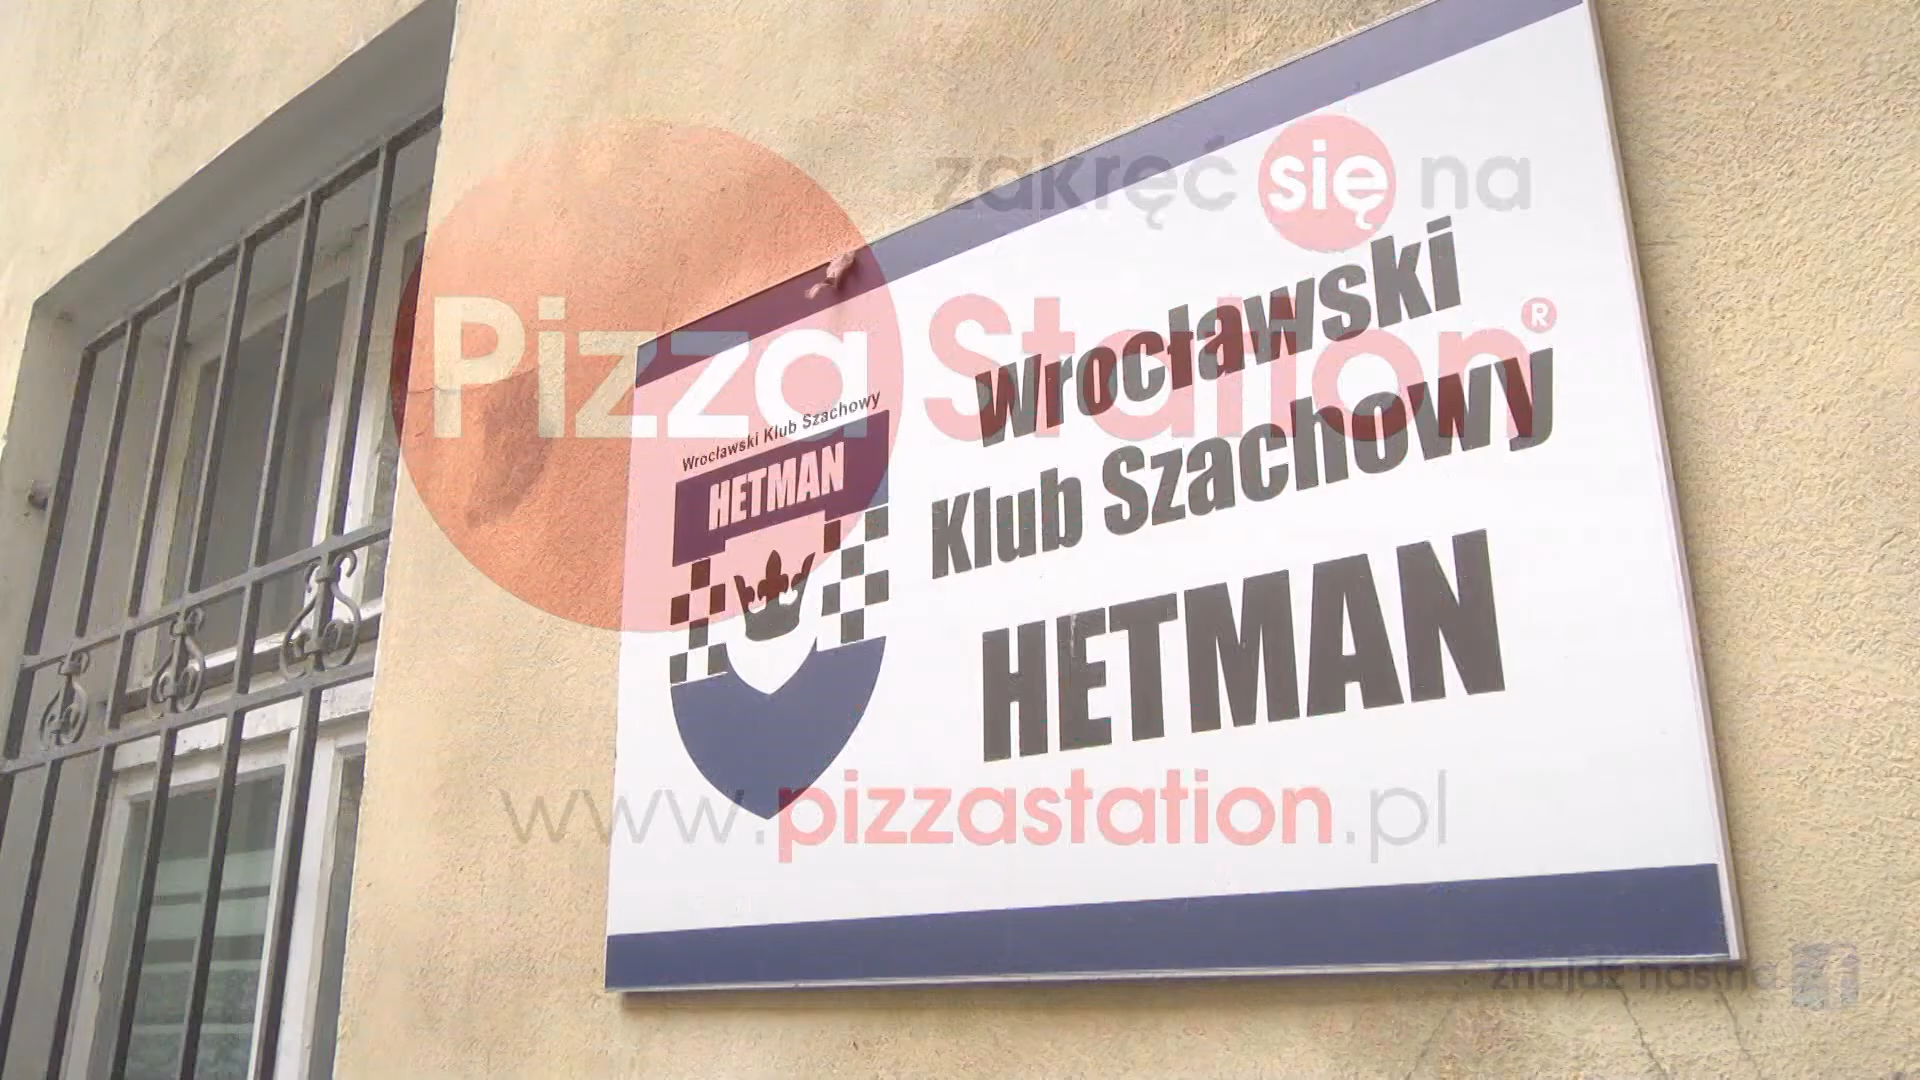 zakręć się na
Pizza Station®
Wrocławski
Klub Szachowy
HETMAN
Wrocławski Klub Szachowy
HETMAN
www.pizzastation.pl
znajdź nas na